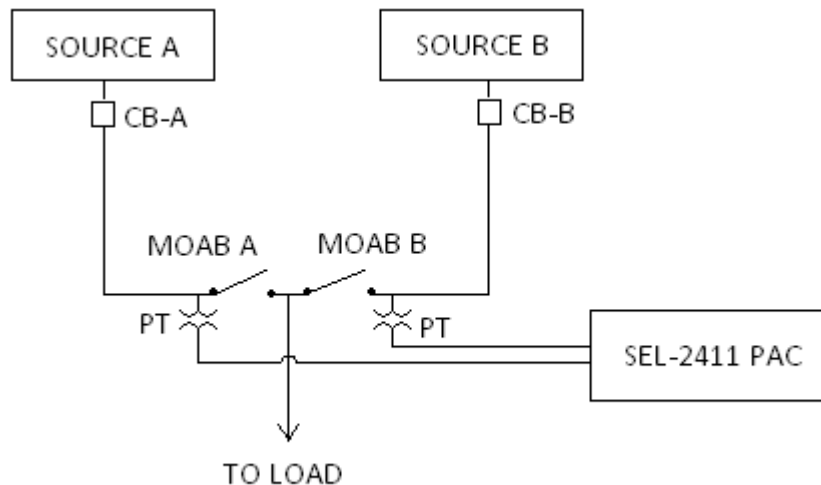 SOURCE A
SOURCE B
CB-A
CB-B
MOAB A
MOAB B
PT
PT
SEL-2411 PAC
TO LOAD